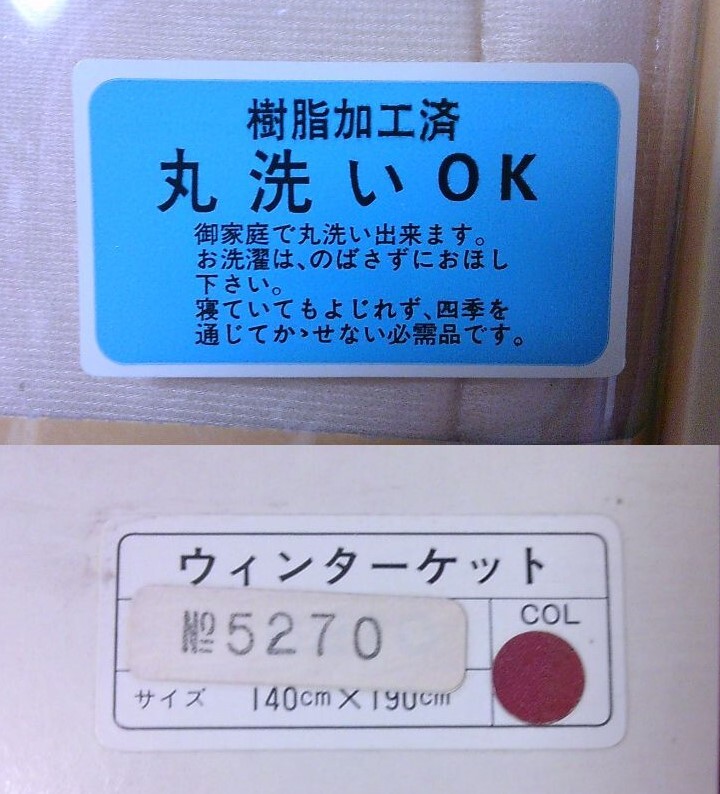 樹脂加工済
丸洗いOK
御家庭で丸洗い出来ます。
お洗濯は、のばさずにおほし
下さい。
寝ていてもよじれず、四季を
通じてかゝせない必需品です。
ウィンターケット
№5270
COL
サイズ 140cm×190cm